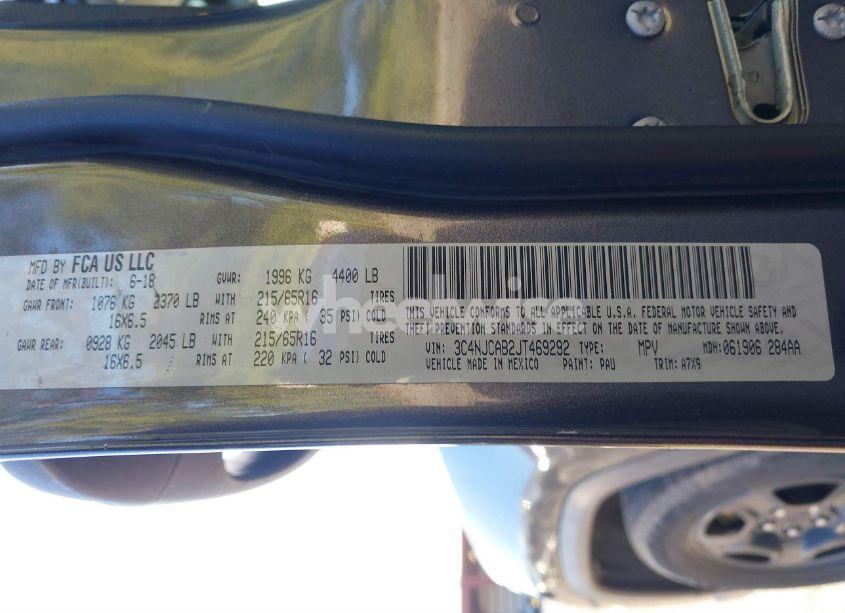 MFD BY FCA US LLC
DATE OF MFR(BUILT): 6-18 GVWR: 1996 KG 4400 LB
GAWR FRONT: 1076 KG 2370 LB WITH 215/65R16 TIRES
16X6.5 RIMS AT 240 KPA ( 35 PSI) COLD
GAWR REAR: 0928 KG 2045 LB WITH 215/65R16 TIRES
16X6.5 RIMS AT 220 KPA ( 32 PSI) COLD
THIS VEHICLE CONFORMS TO ALL APPLICABLE U.S.A. FEDERAL MOTOR VEHICLE SAFETY AND
THEFT PREVENTION STANDARDS IN EFFECT ON THE DATE OF MANUFACTURE SHOWN ABOVE.
VIN: 3C4NJCAB2JT469292 TYPE: MPV MDH: 061906 284AA
VEHICLE MADE IN MEXICO PAINT: PAU TRIM: A7X9
wheelwise